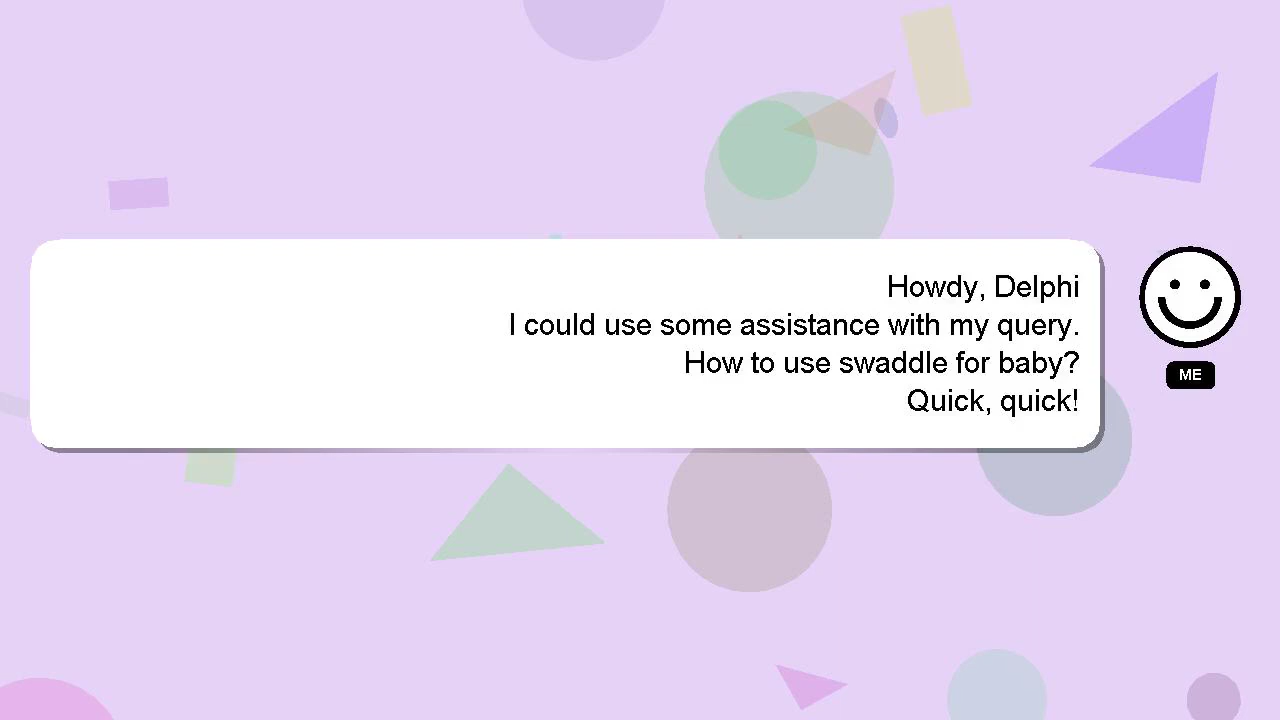 Howdy, Delphi
I could use some assistance with my query.
How to use swaddle for baby?
Quick, quick!
ME